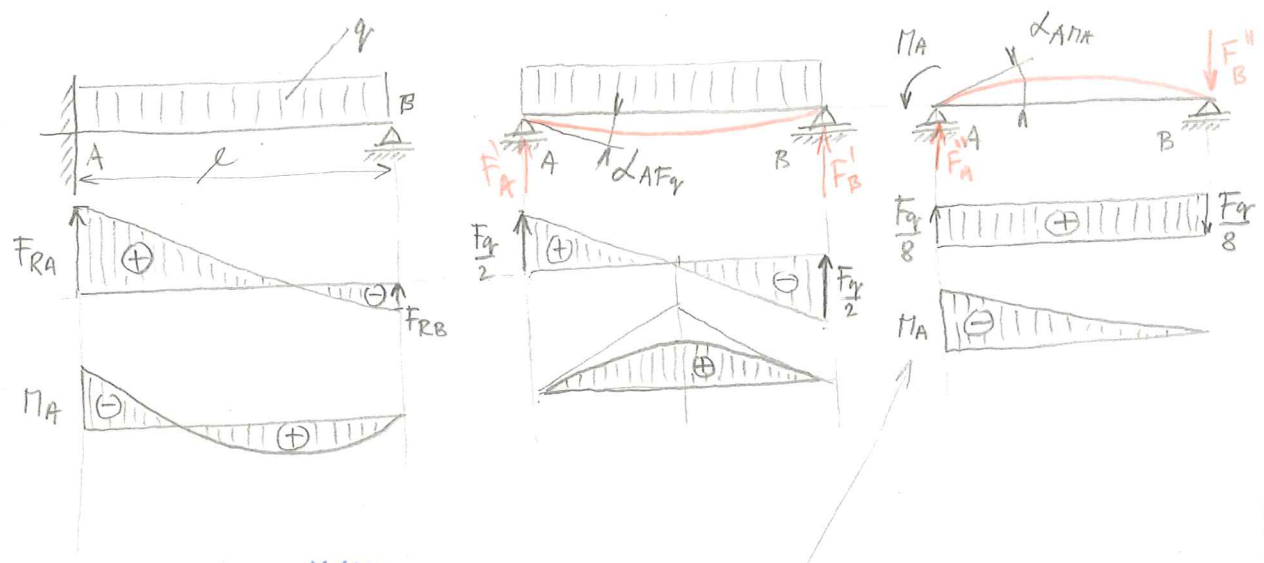 q
B
A
l
F_RA
⊕
⊖
F_RB
M_A
⊖
⊕
F'_A
A
α_AFq
B
F'_B
Fq/2
⊕
⊖
Fq/2
⊕
M_A
α_AMA
F''_B
F''_A
A
B
Fq/8
⊕
Fq/8
M_A
⊖